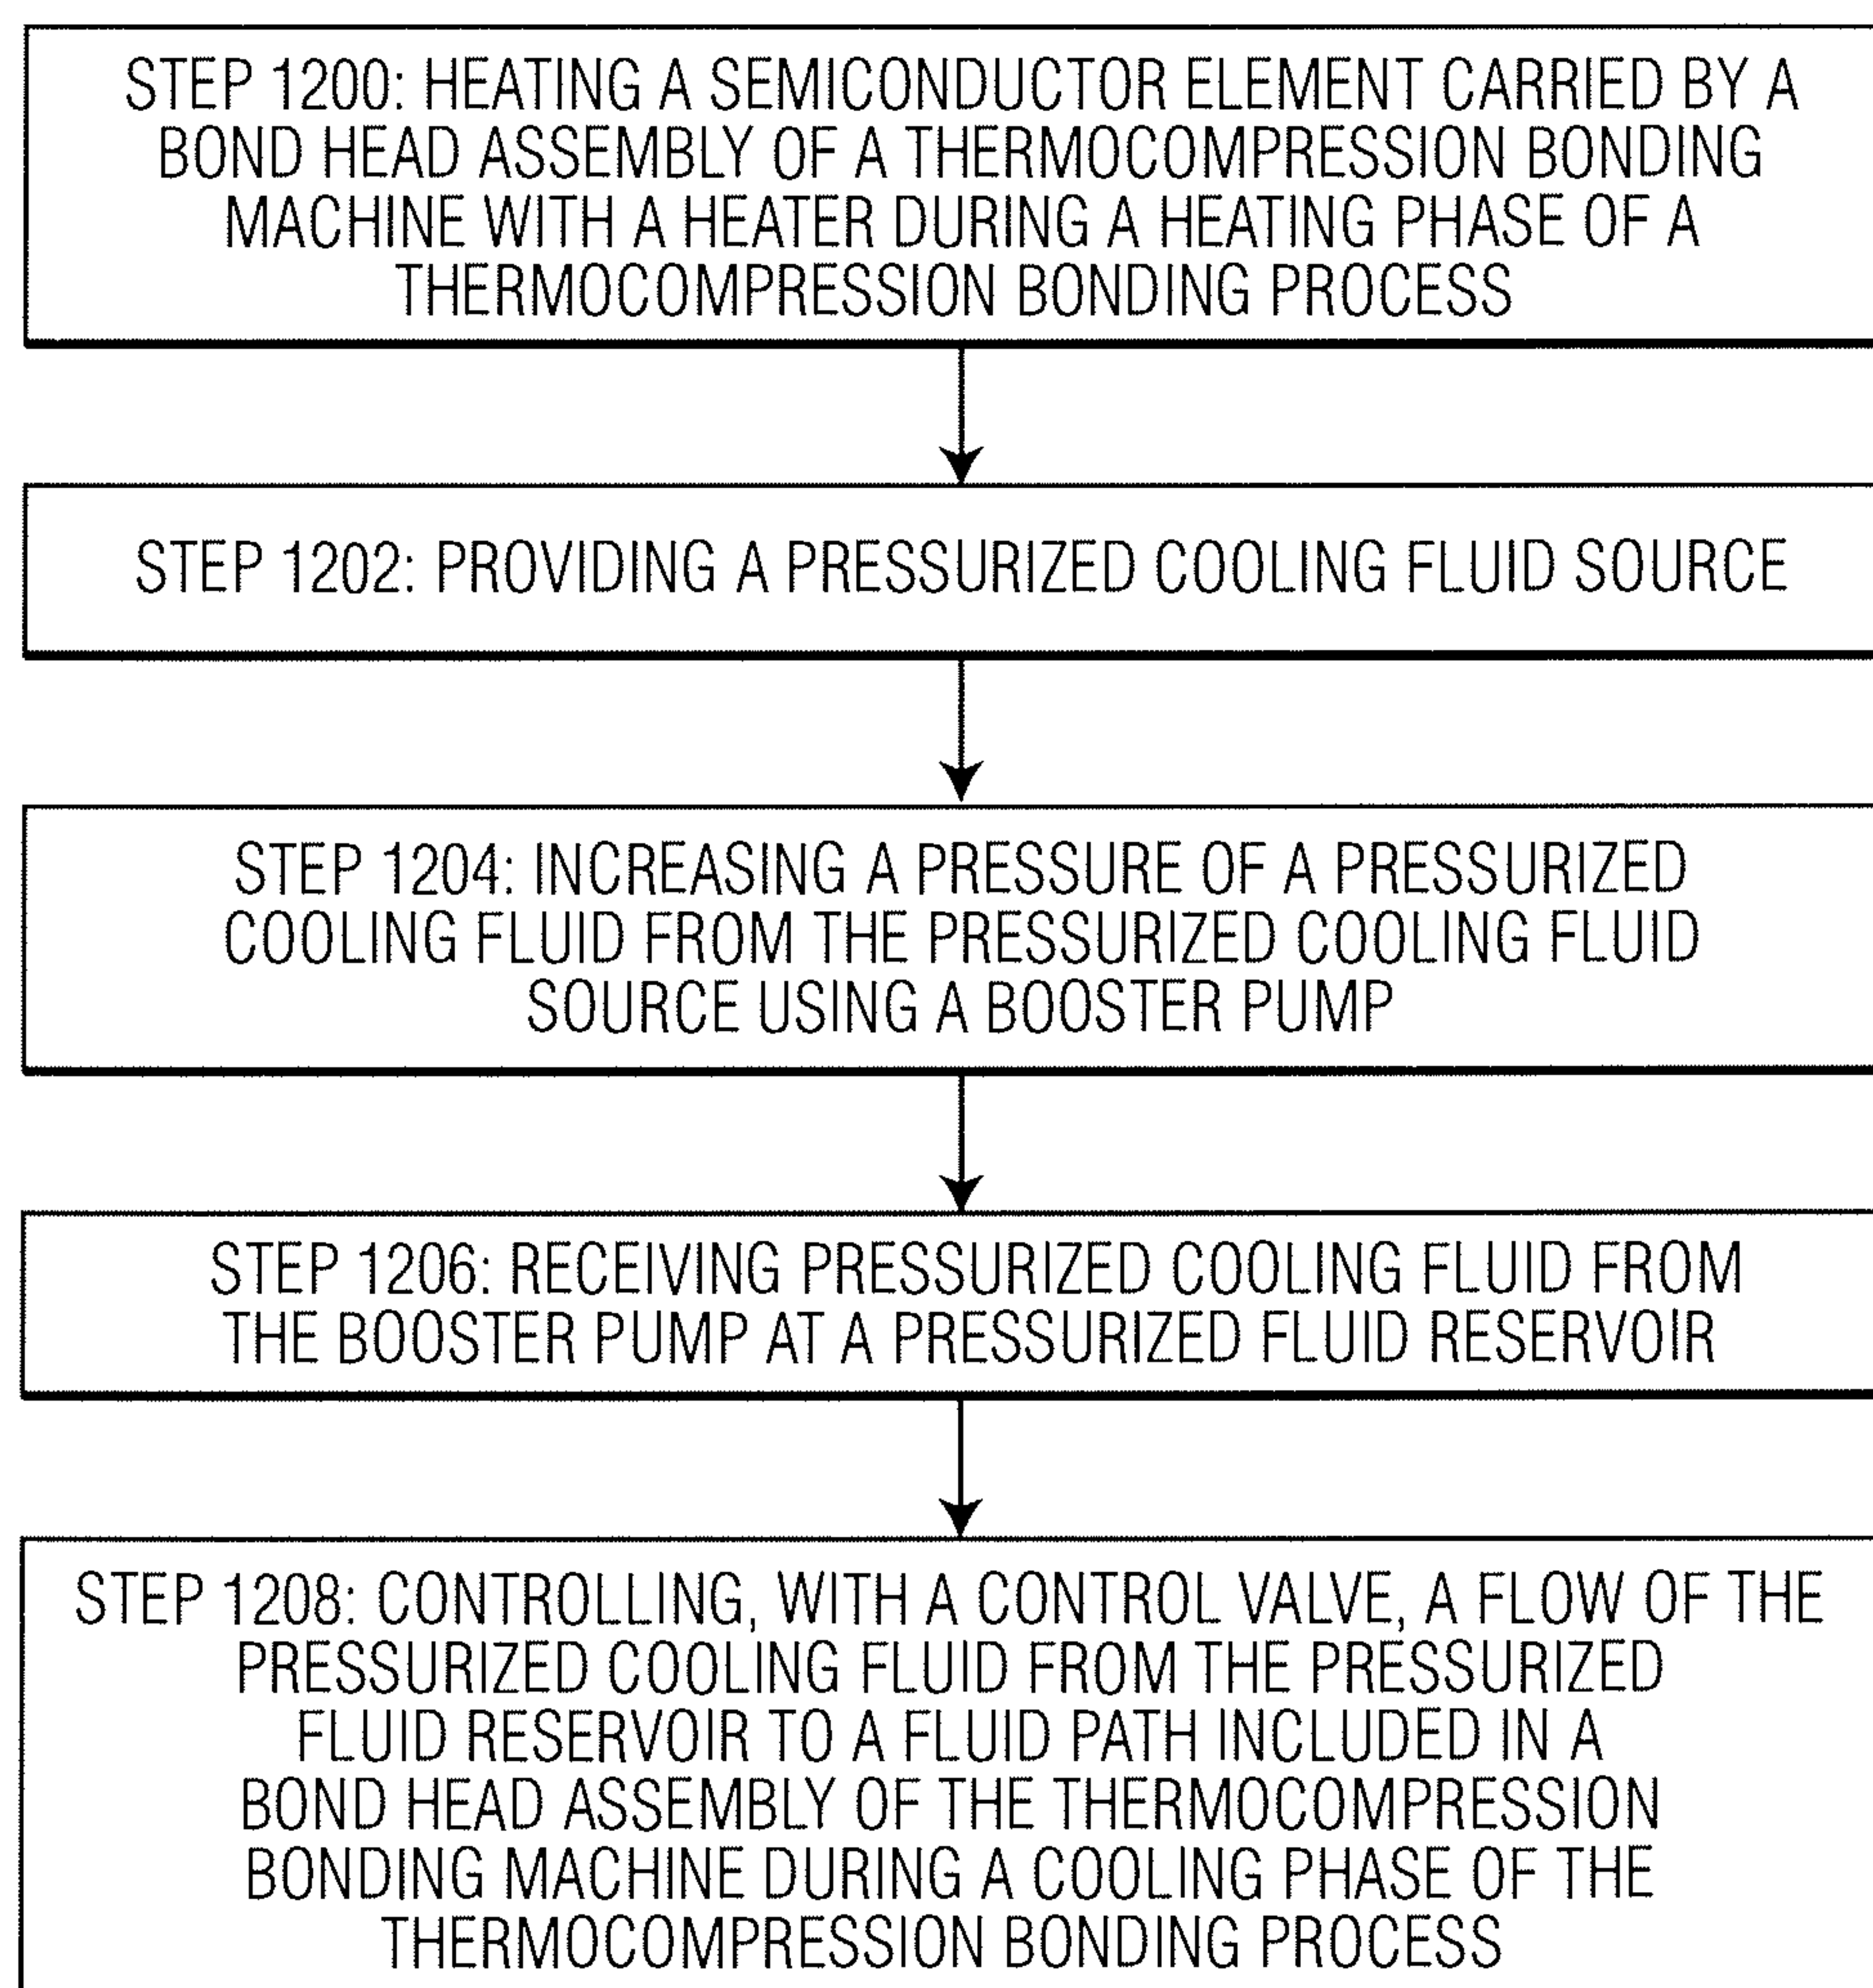 STEP 1200: HEATING A SEMICONDUCTOR ELEMENT CARRIED BY A
BOND HEAD ASSEMBLY OF A THERMOCOMPRESSION BONDING
MACHINE WITH A HEATER DURING A HEATING PHASE OF A
THERMOCOMPRESSION BONDING PROCESS
STEP 1202: PROVIDING A PRESSURIZED COOLING FLUID SOURCE
STEP 1204: INCREASING A PRESSURE OF A PRESSURIZED
COOLING FLUID FROM THE PRESSURIZED COOLING FLUID
SOURCE USING A BOOSTER PUMP
STEP 1206: RECEIVING PRESSURIZED COOLING FLUID FROM
THE BOOSTER PUMP AT A PRESSURIZED FLUID RESERVOIR
STEP 1208: CONTROLLING, WITH A CONTROL VALVE, A FLOW OF THE
PRESSURIZED COOLING FLUID FROM THE PRESSURIZED
FLUID RESERVOIR TO A FLUID PATH INCLUDED IN A
BOND HEAD ASSEMBLY OF THE THERMOCOMPRESSION
BONDING MACHINE DURING A COOLING PHASE OF THE
THERMOCOMPRESSION BONDING PROCESS